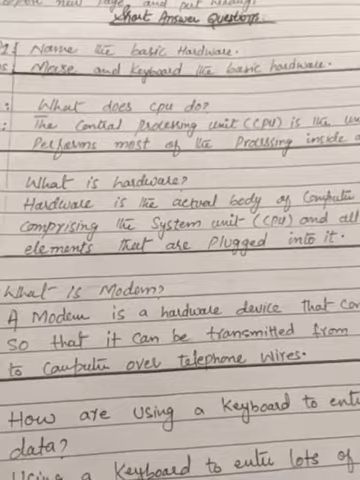 new page, and put
Short Answer Questions
Name the basic Hardware.
Mouse and Keyboard the basic hardware.
What does cpu do?
The Central Processing unit (CPU) is the
Performs most of the Processing inside
What is hardware?
Hardware is the actual body of Computer
Comprising the System unit (CPU) and all
elements that are plugged into it.
What is Modem?
A Modem is a hardware device that
So that it can be transmitted from
to Computer over telephone wires.
How are using a Keyboard to
data?
Using a Keyboard to enter lots of